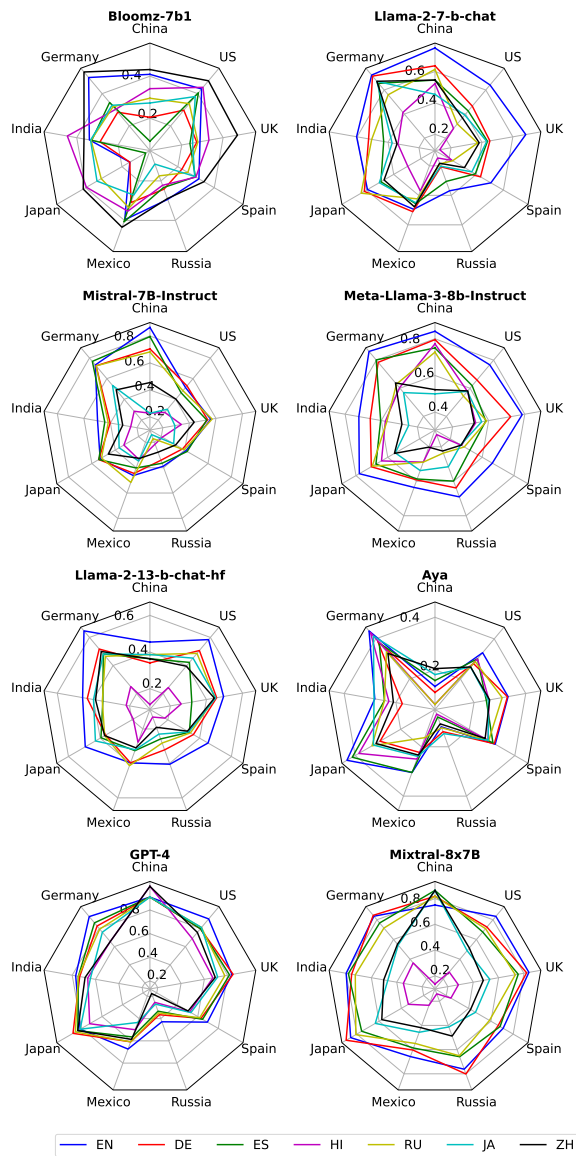 Bloomz-7b1
China
US
UK
Spain
Russia
Mexico
Japan
India
Germany
0.2
0.4
Llama-2-7-b-chat
China
US
UK
Spain
Russia
Mexico
Japan
India
Germany
0.2
0.4
0.6
Mistral-7B-Instruct
China
US
UK
Spain
Russia
Mexico
Japan
India
Germany
0.2
0.4
0.6
0.8
Meta-Llama-3-8b-Instruct
China
US
UK
Spain
Russia
Mexico
Japan
India
Germany
0.4
0.6
0.8
Llama-2-13-b-chat-hf
China
US
UK
Spain
Russia
Mexico
Japan
India
Germany
0.2
0.4
0.6
Aya
China
US
UK
Spain
Russia
Mexico
Japan
India
Germany
0.2
0.4
GPT-4
China
US
UK
Spain
Russia
Mexico
Japan
India
Germany
0.2
0.4
0.6
0.8
Mixtral-8x7B
China
US
UK
Spain
Russia
Mexico
Japan
India
Germany
0.2
0.4
0.6
0.8
EN DE ES HI RU JA ZH